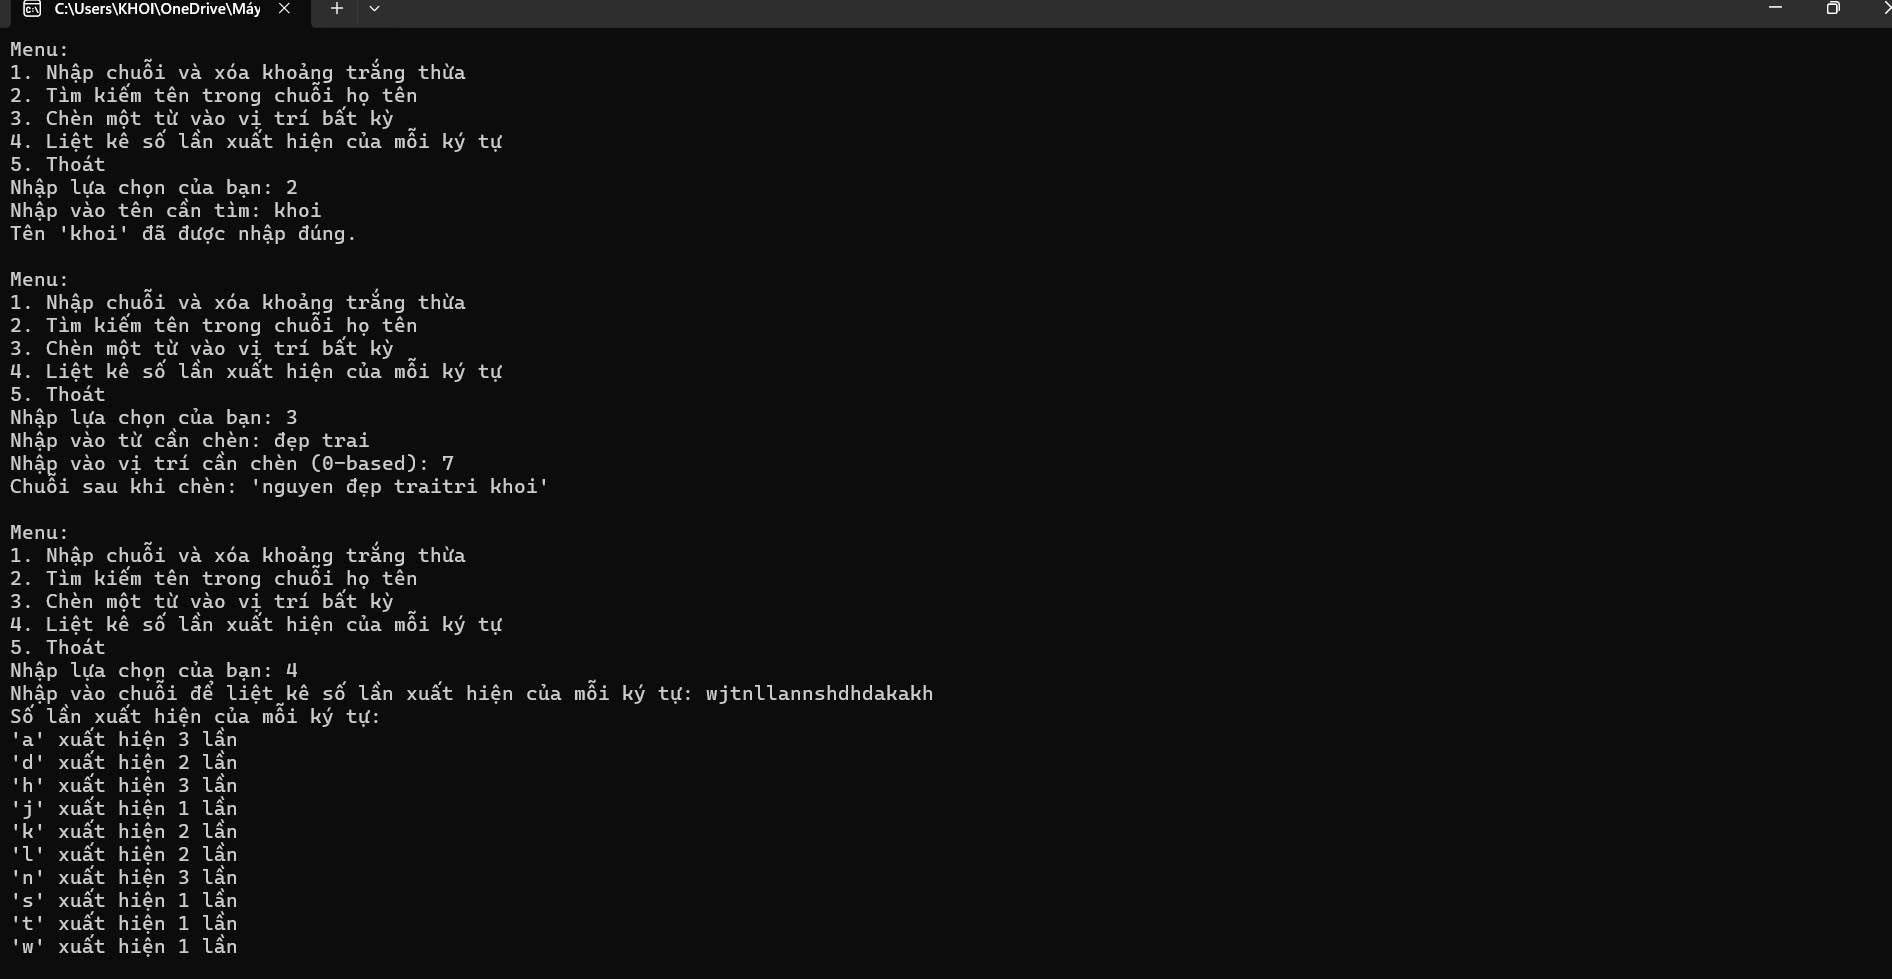 C:\Users\KHOI\OneDrive\Máy
Menu:
1. Nhập chuỗi và xóa khoảng trắng thừa
2. Tìm kiếm tên trong chuỗi họ tên
3. Chèn một từ vào vị trí bất kỳ
4. Liệt kê số lần xuất hiện của mỗi ký tự
5. Thoát
Nhập lựa chọn của bạn: 2
Nhập vào tên cần tìm: khoi
Tên 'khoi' đã được nhập đúng.
Menu:
1. Nhập chuỗi và xóa khoảng trắng thừa
2. Tìm kiếm tên trong chuỗi họ tên
3. Chèn một từ vào vị trí bất kỳ
4. Liệt kê số lần xuất hiện của mỗi ký tự
5. Thoát
Nhập lựa chọn của bạn: 3
Nhập vào từ cần chèn: đẹp trai
Nhập vào vị trí cần chèn (0-based): 7
Chuỗi sau khi chèn: 'nguyen đẹp traitri khoi'
Menu:
1. Nhập chuỗi và xóa khoảng trắng thừa
2. Tìm kiếm tên trong chuỗi họ tên
3. Chèn một từ vào vị trí bất kỳ
4. Liệt kê số lần xuất hiện của mỗi ký tự
5. Thoát
Nhập lựa chọn của bạn: 4
Nhập vào chuỗi để liệt kê số lần xuất hiện của mỗi ký tự: wjtnllannshdhdakakh
Số lần xuất hiện của mỗi ký tự:
'a' xuất hiện 3 lần
'd' xuất hiện 2 lần
'h' xuất hiện 3 lần
'j' xuất hiện 1 lần
'k' xuất hiện 2 lần
'l' xuất hiện 2 lần
'n' xuất hiện 3 lần
's' xuất hiện 1 lần
't' xuất hiện 1 lần
'w' xuất hiện 1 lần